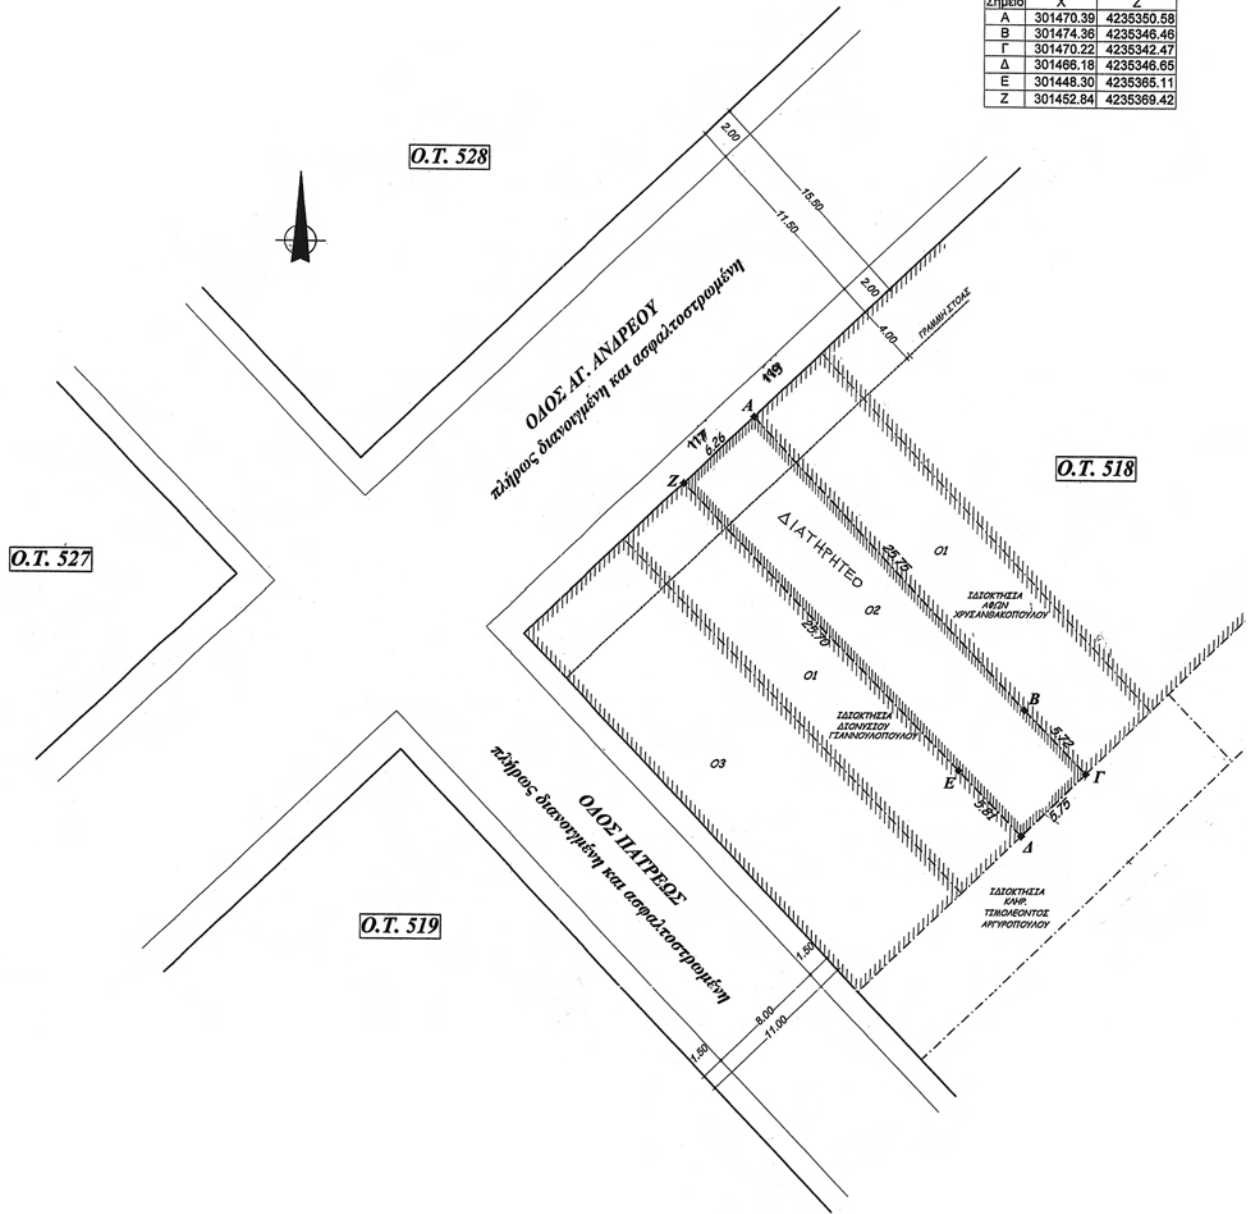 Σημείο X Z
A 301470.39 4235350.58
B 301474.36 4235346.46
Γ 301470.22 4235342.47
Δ 301466.18 4235346.65
E 301448.30 4235365.11
Z 301452.84 4235369.42
Ο.Τ. 528
2.00
15.50
11.50
2.00
4.00
ΓΡΑΜΜΗ ΣΤΟΑΣ
ΟΔΟΣ ΑΓ. ΑΝΔΡΕΟΥ
πλήρως διανοιγμένη και ασφαλτοστρωμένη
119
A
117
6.26
Z
Ο.Τ. 518
Ο.Τ. 527
ΔΙΑΤΗΡΗΤΕΟ
25.75
O1
O2
ΙΔΙΟΚΤΗΣΙΑ
ΑΦΩΝ
ΧΡΥΣΑΝΘΑΚΟΠΟΥΛΟΥ
25.70
O1
ΙΔΙΟΚΤΗΣΙΑ
ΔΙΟΝΥΣΙΟΥ
ΓΙΑΝΝΟΥΛΟΠΟΥΛΟΥ
B
5.72
O3
E
Γ
5.81
5.75
Δ
ΟΔΟΣ ΠΑΤΡΕΩΣ
πλήρως διανοιγμένη και ασφαλτοστρωμένη
ΙΔΙΟΚΤΗΣΙΑ
ΚΛΗΡ.
ΤΙΜΟΛΕΟΝΤΟΣ
ΑΡΓΥΡΟΠΟΥΛΟΥ
Ο.Τ. 519
1.50
8.00
11.00
1.50